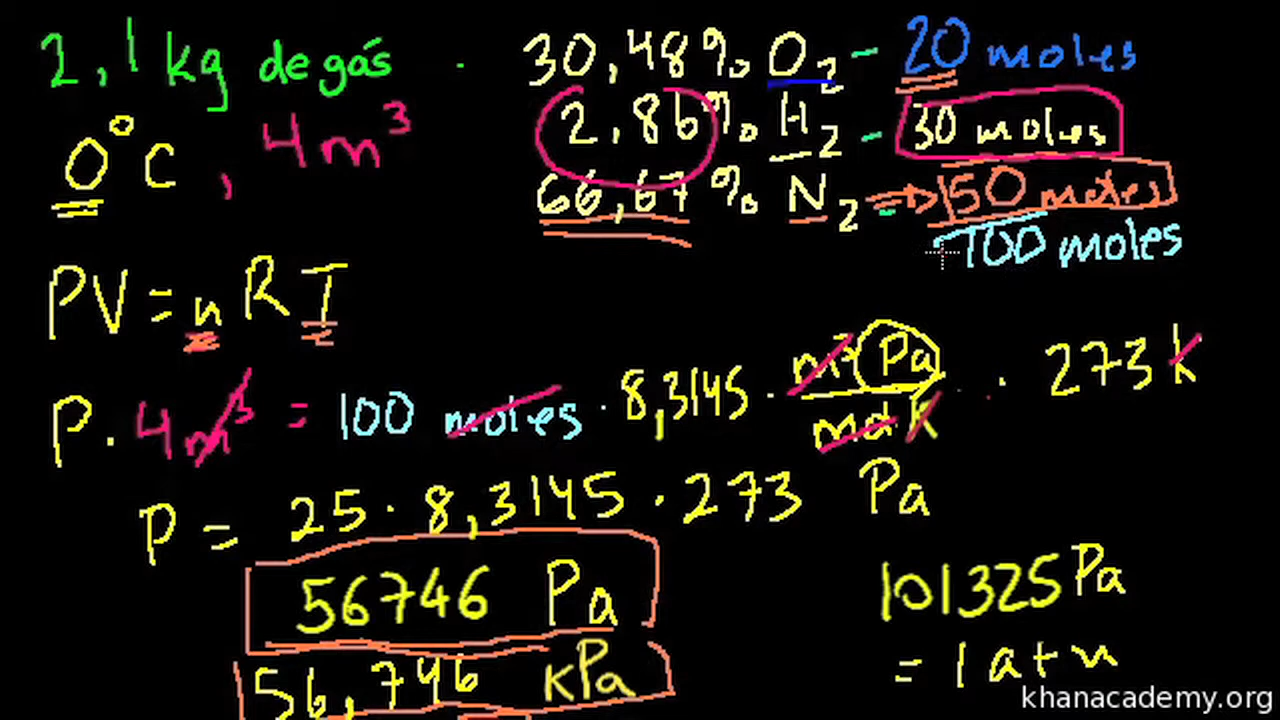 2,1 kg de gás
30,48% O₂ - 20 moles
0°C, 4m³
2,86% H₂ - 30 moles
66,67% N₂ ⇒ 50 moles
100 moles
PV = nRT
P. 4m³ = 100 moles · 8,3145 · m³ Pa / mol K · 273 K
P = 25 · 8,3145 · 273 Pa
56746 Pa
56,746 kPa
101325 Pa
= 1 atm
khanacademy.org